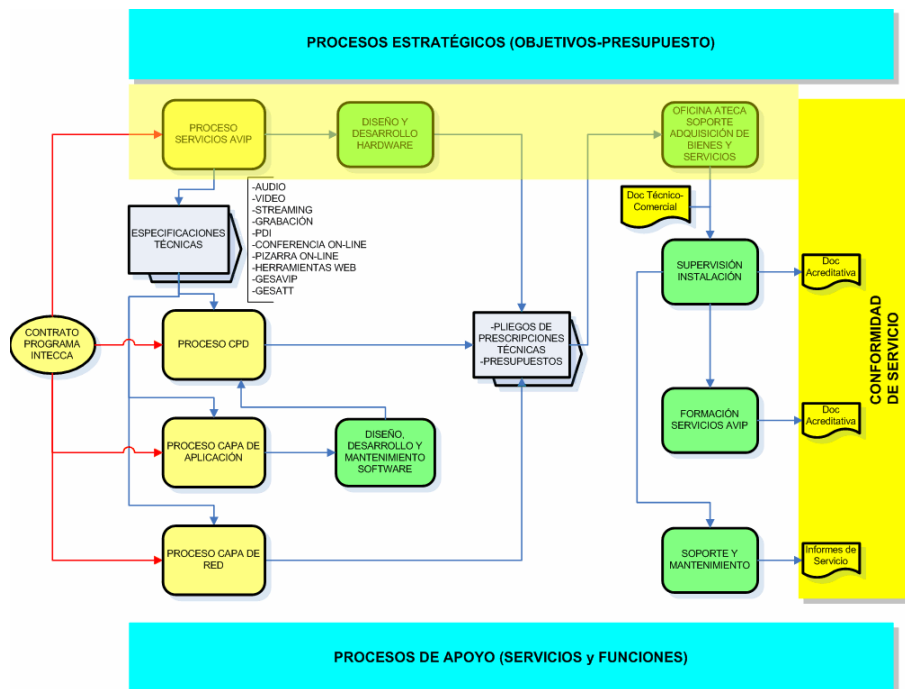 PROCESOS ESTRATÉGICOS (OBJETIVOS-PRESUPUESTO)
PROCESO
SERVICIOS AVIP
DISEÑO Y
DESARROLLO
HARDWARE
OFICINA ATECA
SOPORTE
ADQUISICIÓN DE
BIENES Y
SERVICIOS
-AUDIO
-VIDEO
-STREAMING
-GRABACIÓN
-PDI
-CONFERENCIA ON-LINE
-PIZARRA ON-LINE
-HERRAMIENTAS WEB
-GESAVIP
-GESATT
ESPECIFICACIONES
TÉCNICAS
Doc Técnico-
Comercial
SUPERVISIÓN
INSTALACIÓN
Doc
Acreditativa
CONTRATO
PROGRAMA
INTECCA
PROCESO CPD
-PLIEGOS DE
PRESCRIPCIONES
TÉCNICAS
-PRESUPUESTOS
CONFORMIDAD
DE SERVICIO
FORMACIÓN
SERVICIOS AVIP
Doc
Acreditativa
PROCESO CAPA DE
APLICACIÓN
DISEÑO,
DESARROLLO Y
MANTENIMIENTO
SOFTWARE
PROCESO CAPA DE
RED
SOPORTE Y
MANTENIMIENTO
Informes de
Servicio
PROCESOS DE APOYO (SERVICIOS y FUNCIONES)